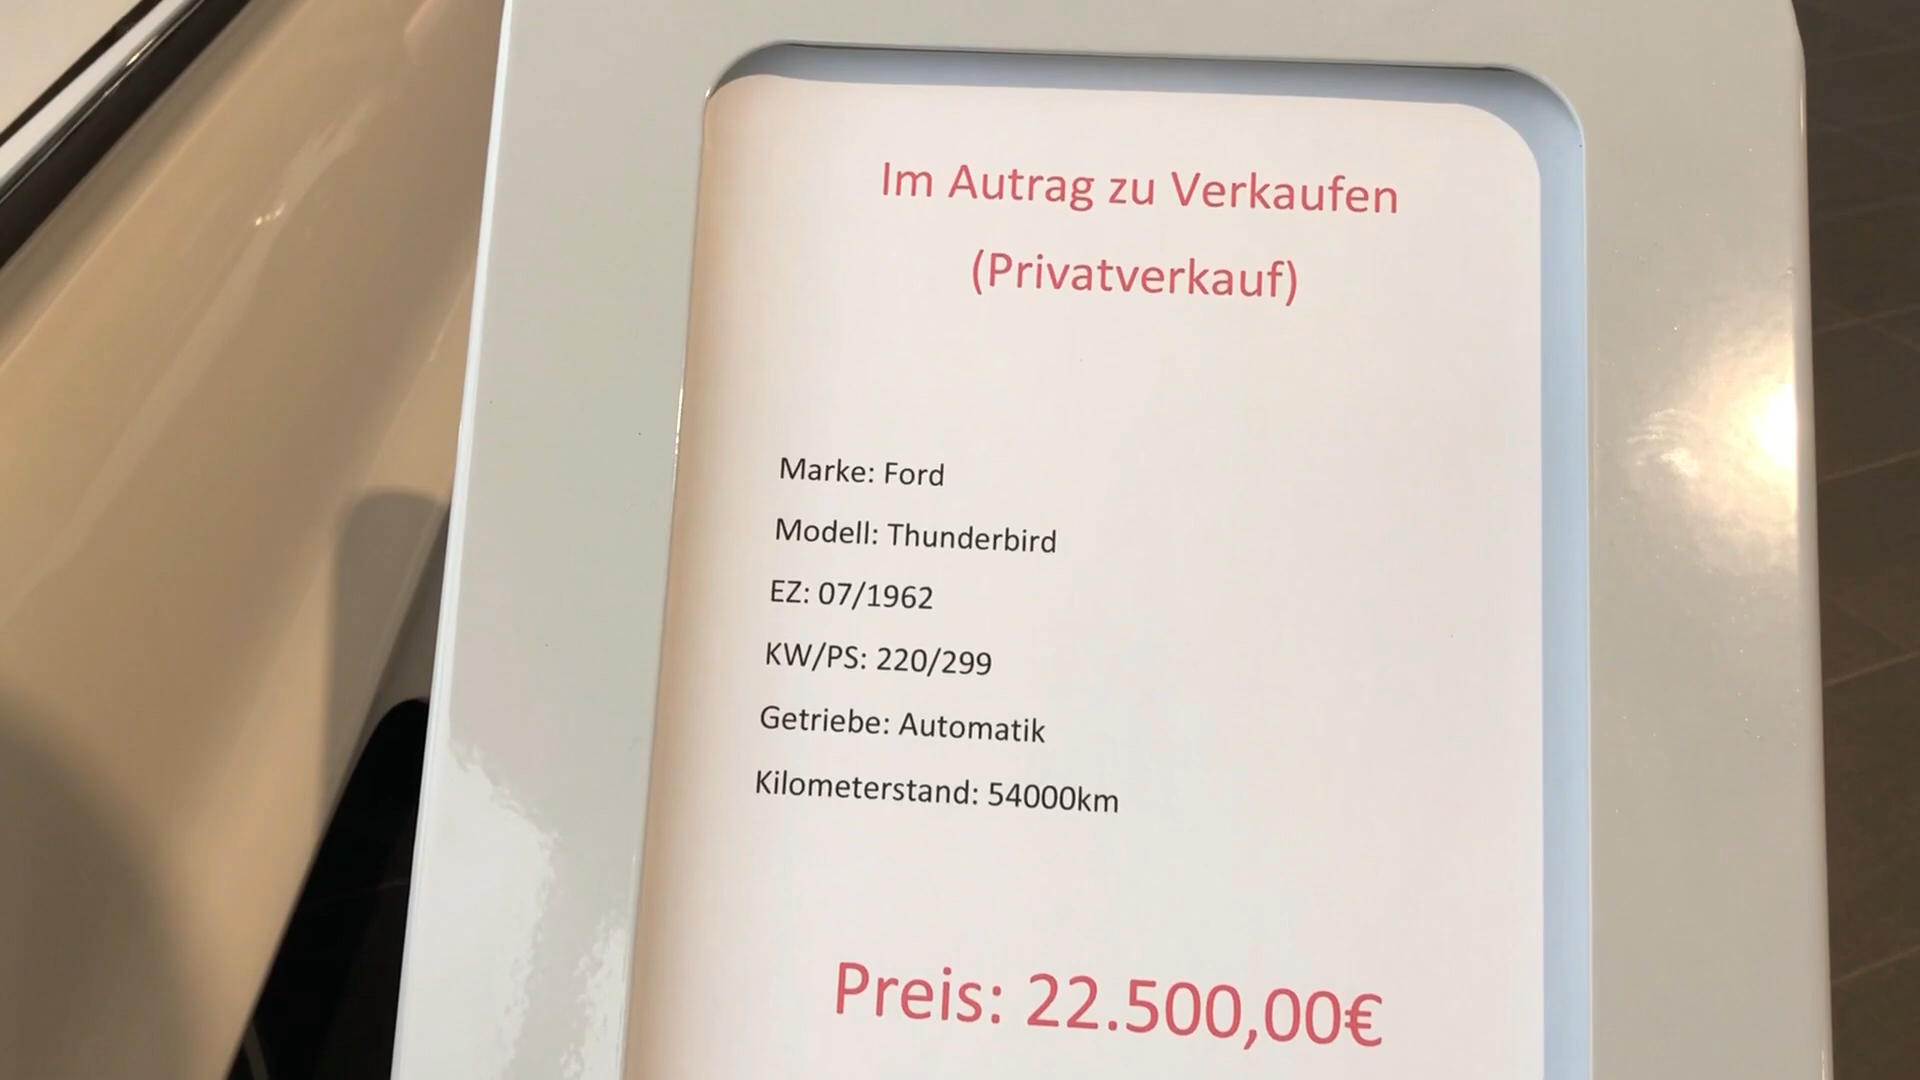 Im Autrag zu Verkaufen
(Privatverkauf)
Marke: Ford
Modell: Thunderbird
EZ: 07/1962
KW/PS: 220/299
Getriebe: Automatik
Kilometerstand: 54000km
Preis: 22.500,00€